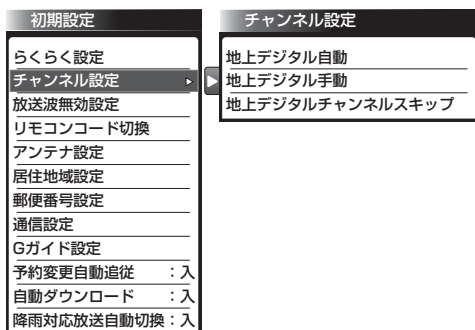 初期設定
らくらく設定
チャンネル設定
放送波無効設定
リモコンコード切換
アンテナ設定
居住地域設定
郵便番号設定
通信設定
Gガイド設定
予約変更自動追従 ：入
自動ダウンロード ：入
降雨対応放送自動切換：入
チャンネル設定
地上デジタル自動
地上デジタル手動
地上デジタルチャンネルスキップ